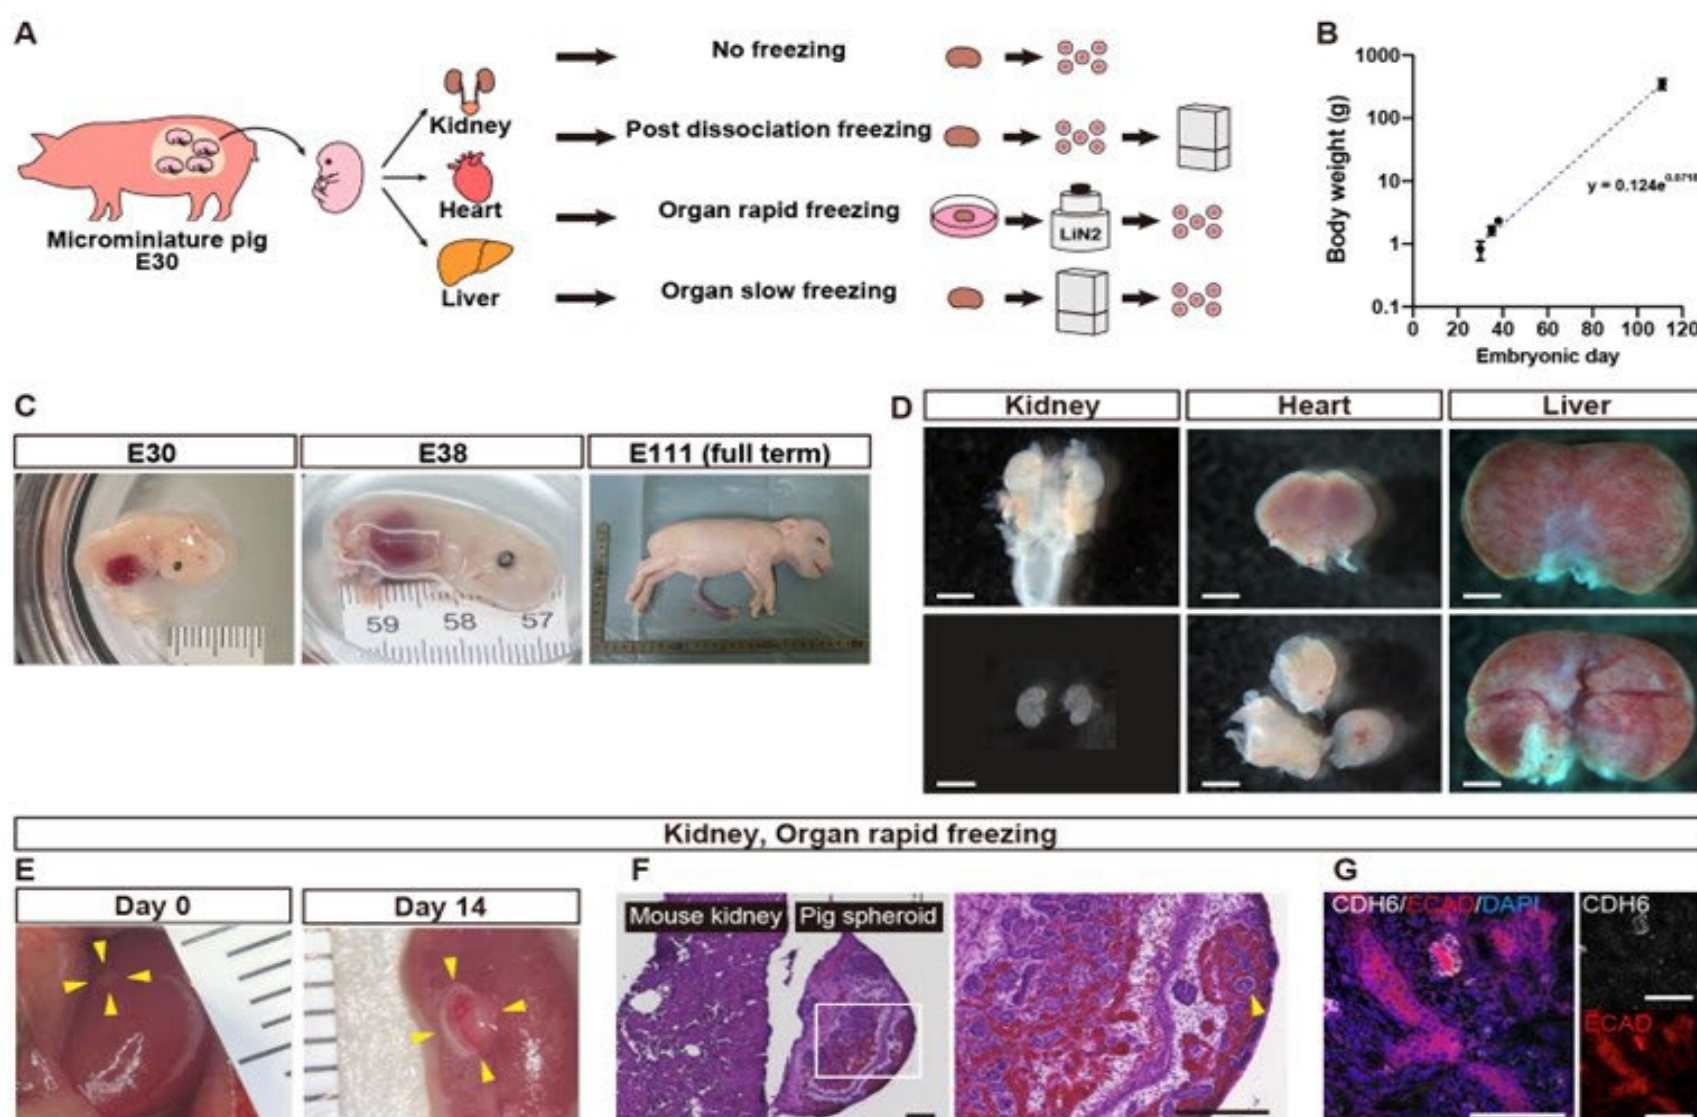 A
Microminiature pig
E30
Kidney
Heart
Liver
No freezing
Post dissociation freezing
Organ rapid freezing
LiN2
Organ slow freezing
B
Body weight (g)
1000
100
10
1
0.1
0 20 40 60 80 100 120
Embryonic day
C
E30
E38
E111 (full term)
59 58 57
D
Kidney
Heart
Liver
Kidney, Organ rapid freezing
E
Day 0
Day 14
F
Mouse kidney
Pig spheroid
G
CDH6/ECAD/DAPI
CDH6
ECAD